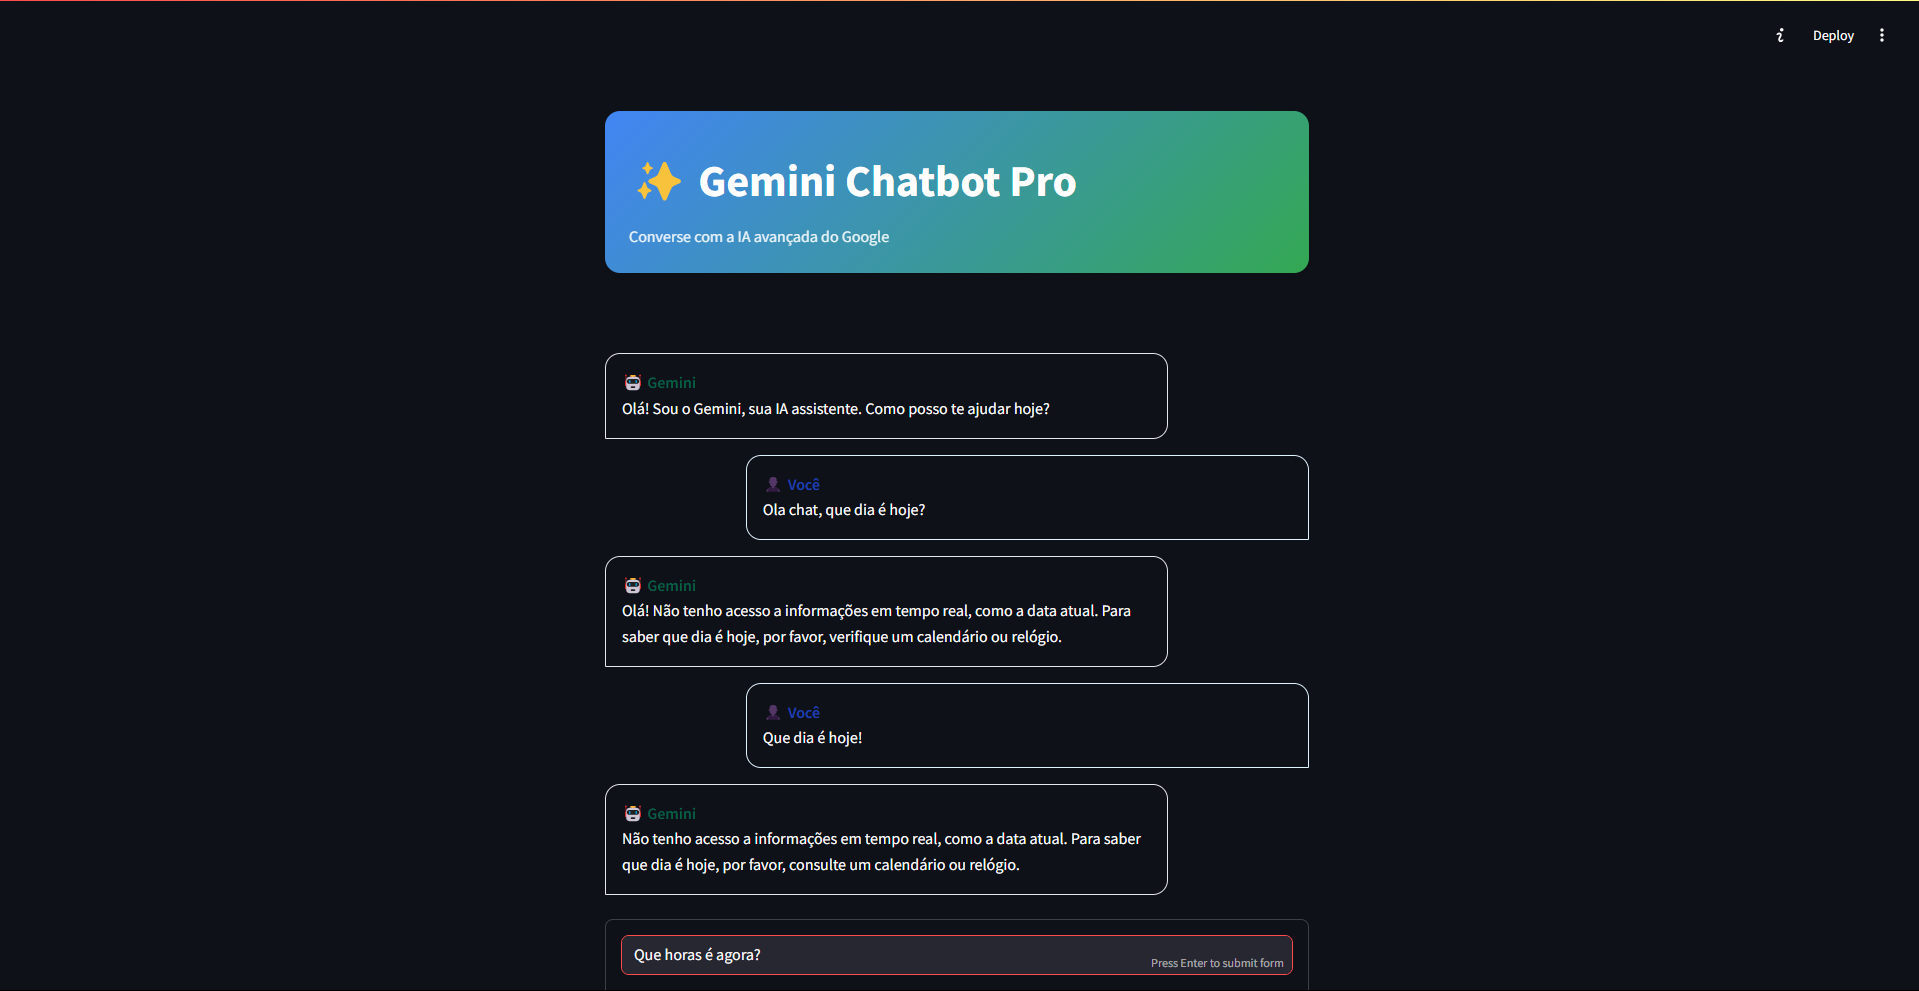 Deploy
Gemini Chatbot Pro
Converse com a IA avançada do Google
Gemini
Olá! Sou o Gemini, sua IA assistente. Como posso te ajudar hoje?
Você
Ola chat, que dia é hoje?
Gemini
Olá! Não tenho acesso a informações em tempo real, como a data atual. Para
saber que dia é hoje, por favor, verifique um calendário ou relógio.
Você
Que dia é hoje!
Gemini
Não tenho acesso a informações em tempo real, como a data atual. Para saber
que dia é hoje, por favor, consulte um calendário ou relógio.
Que horas é agora?
Press Enter to submit form